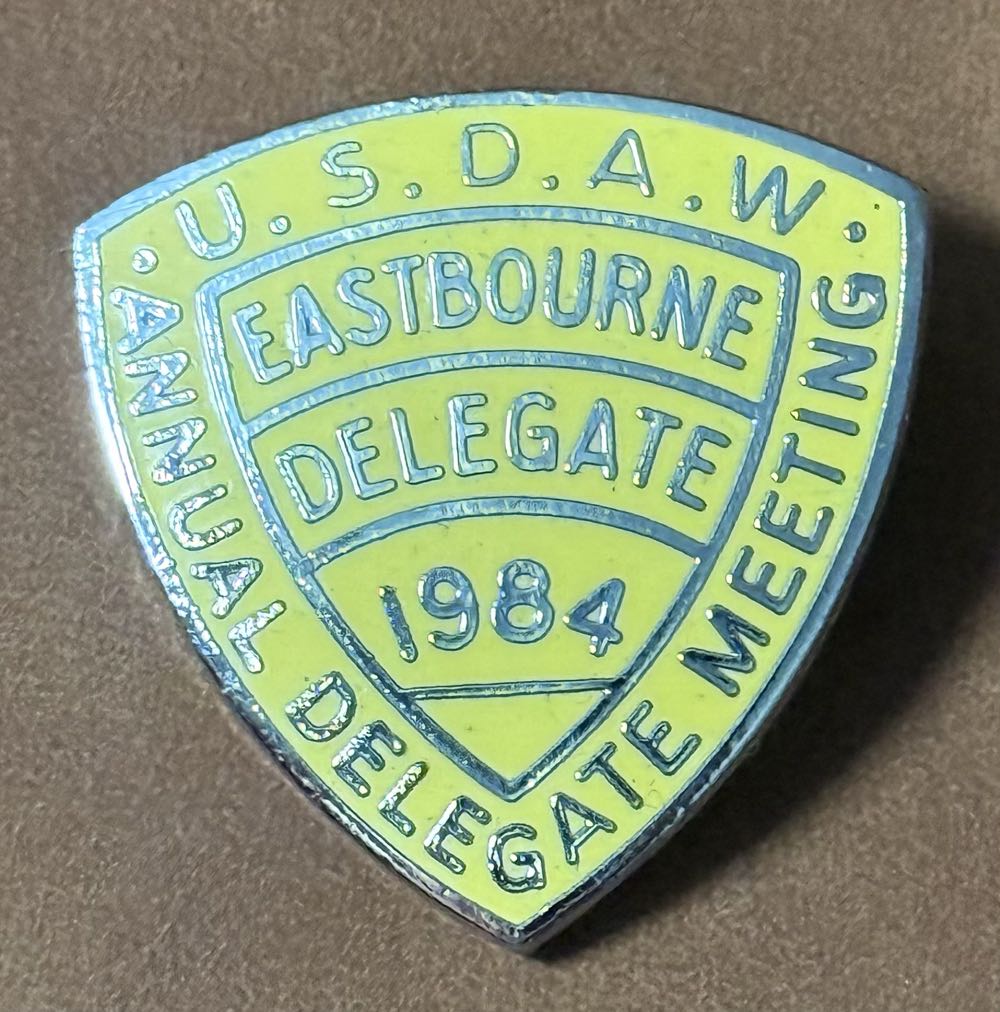 · U.S.D.A.W ·
EASTBOURNE
DELEGATE
1984
ANNUAL DELEGATE MEETING